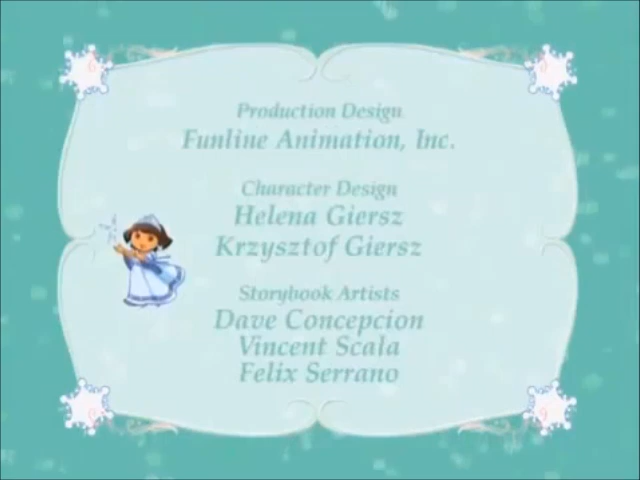 Production Design
Funline Animation, Inc.
Character Design
Helena Giersz
Krzysztof Giersz
Storybook Artists
Dave Concepcion
Vincent Scala
Felix Serrano